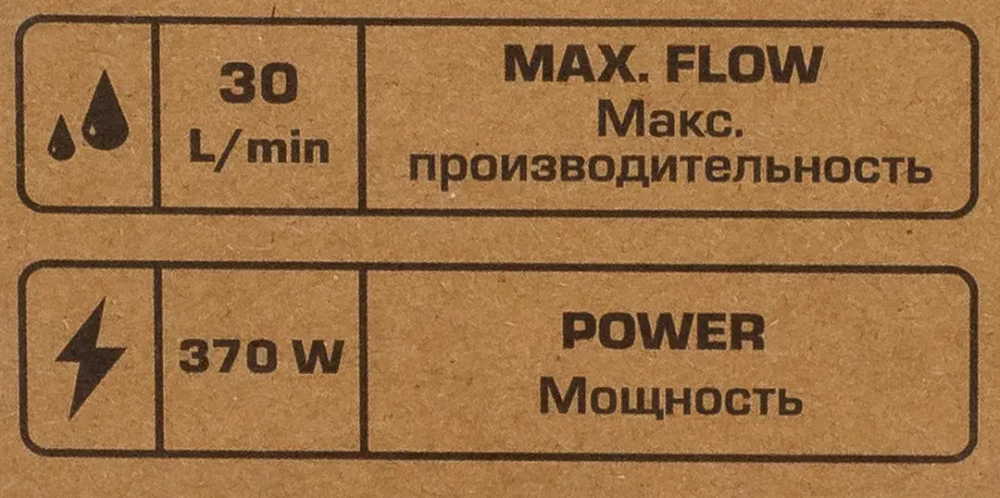 30
L/min
MAX. FLOW
Макс.
производительность
370 W
POWER
Мощность